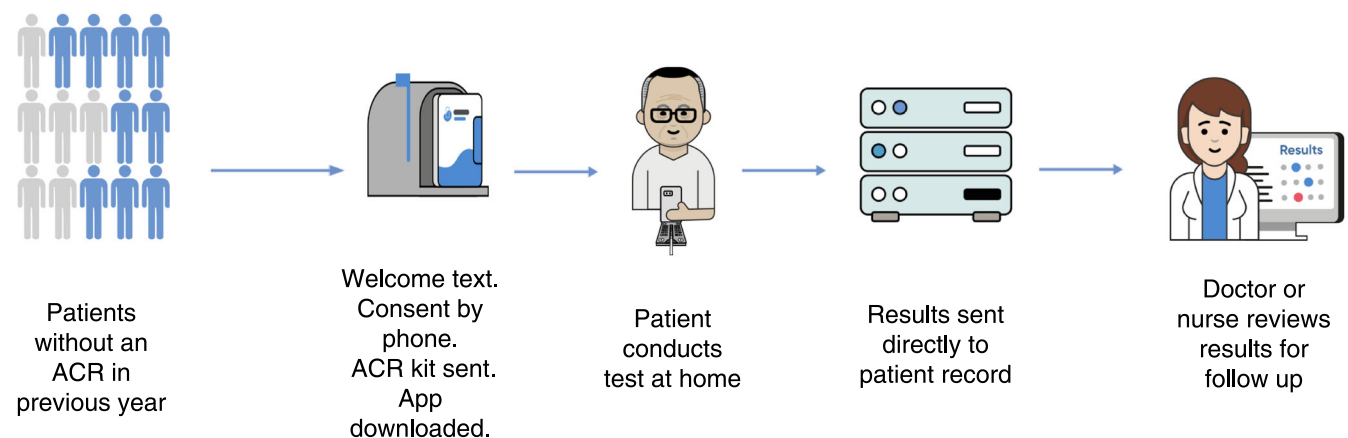 Results
Patients
without an
ACR in
previous year
Welcome text.
Consent by
phone.
ACR kit sent.
App
downloaded.
Patient
conducts
test at home
Results sent
directly to
patient record
Doctor or
nurse reviews
results for
follow up